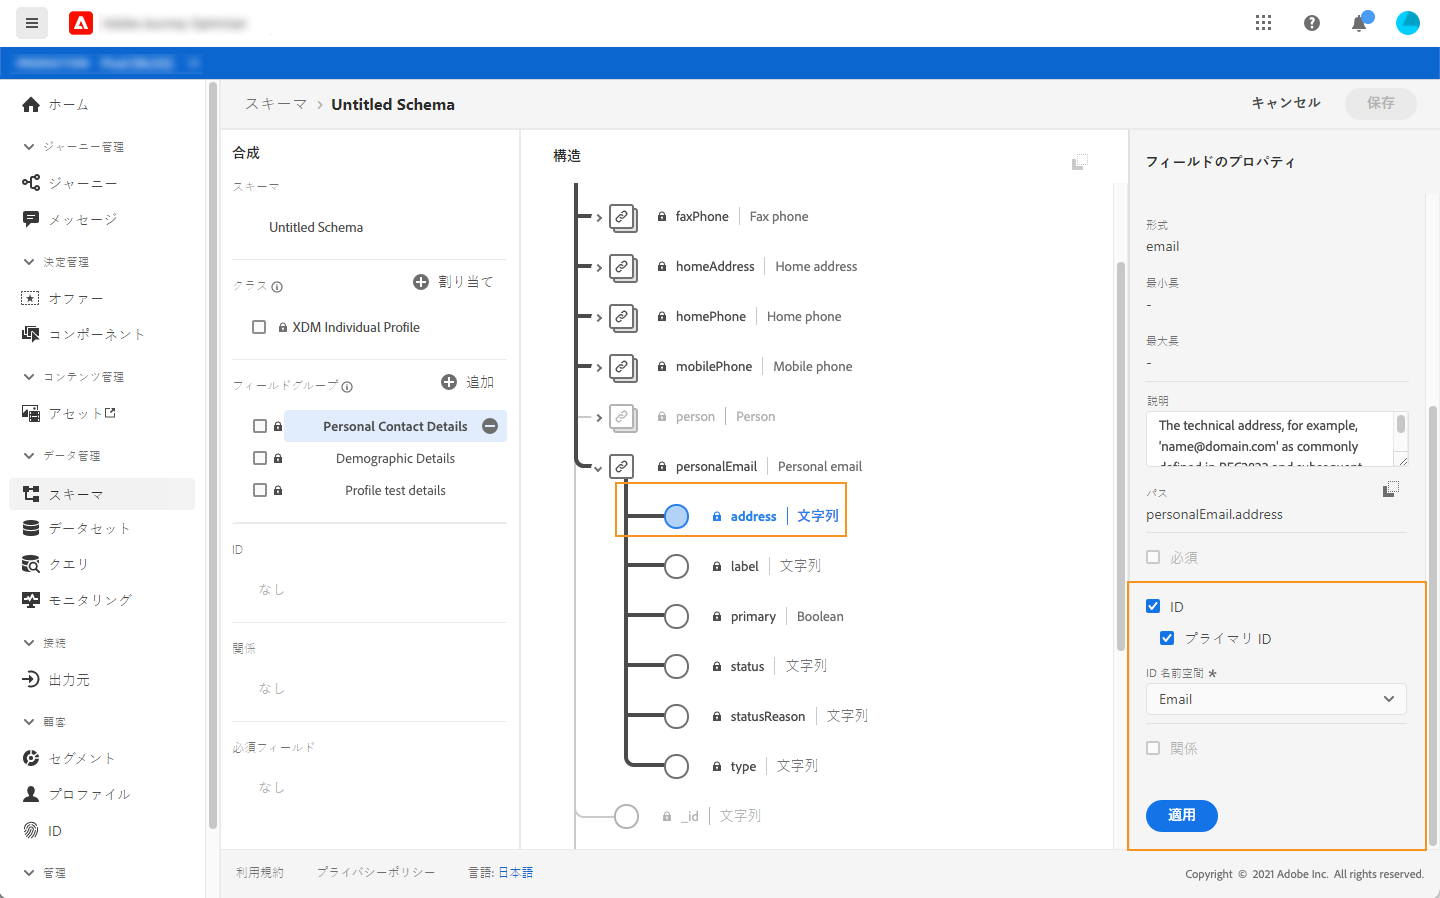 ホーム
ジャーニー管理
ジャーニー
メッセージ
決定管理
オファー
コンポーネント
コンテンツ管理
アセット
データ管理
スキーマ
データセット
クエリ
モニタリング
接続
出力元
顧客
セグメント
プロファイル
ID
管理
スキーマ > Untitled Schema
キャンセル
保存
合成
スキーマ
Untitled Schema
クラス
割り当て
XDM Individual Profile
フィールドグループ
追加
Personal Contact Details
Demographic Details
Profile test details
ID
なし
関係
なし
必須フィールド
なし
構造
faxPhone | Fax phone
homeAddress | Home address
homePhone | Home phone
mobilePhone | Mobile phone
person | Person
personalEmail | Personal email
address | 文字列
label | 文字列
primary | Boolean
status | 文字列
statusReason | 文字列
type | 文字列
_id | 文字列
フィールドのプロパティ
形式
email
最小長
-
最大長
-
説明
The technical address, for example,
'name@domain.com' as commonly
defined in RFC2822 and subsequent
パス
personalEmail.address
必須
ID
プライマリ ID
ID 名前空間 *
Email
関係
適用
利用規約
プライバシーポリシー
言語: 日本語
Copyright © 2021 Adobe Inc. All rights reserved.